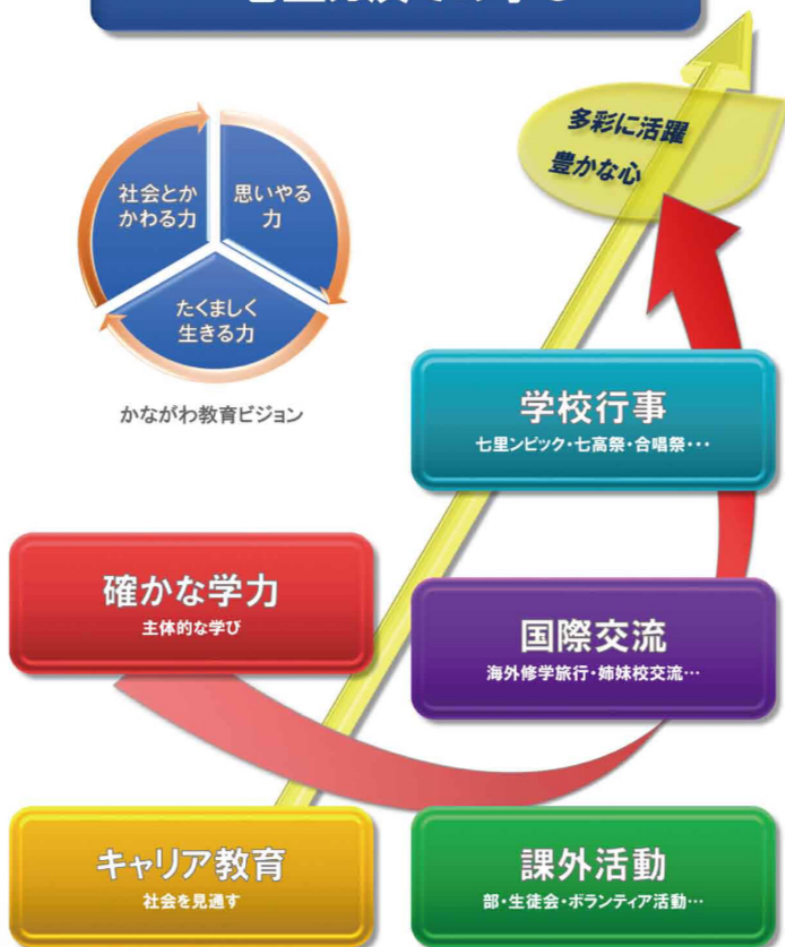 社会とか
かわる力
思いやる
力
たくましく
生きる力
かながわ教育ビジョン
多彩に活躍
豊かな心
学校行事
七里ンピック・七高祭・合唱祭・・・
確かな学力
主体的な学び
国際交流
海外修学旅行・姉妹校交流…
キャリア教育
社会を見通す
課外活動
部・生徒会・ボランティア活動…